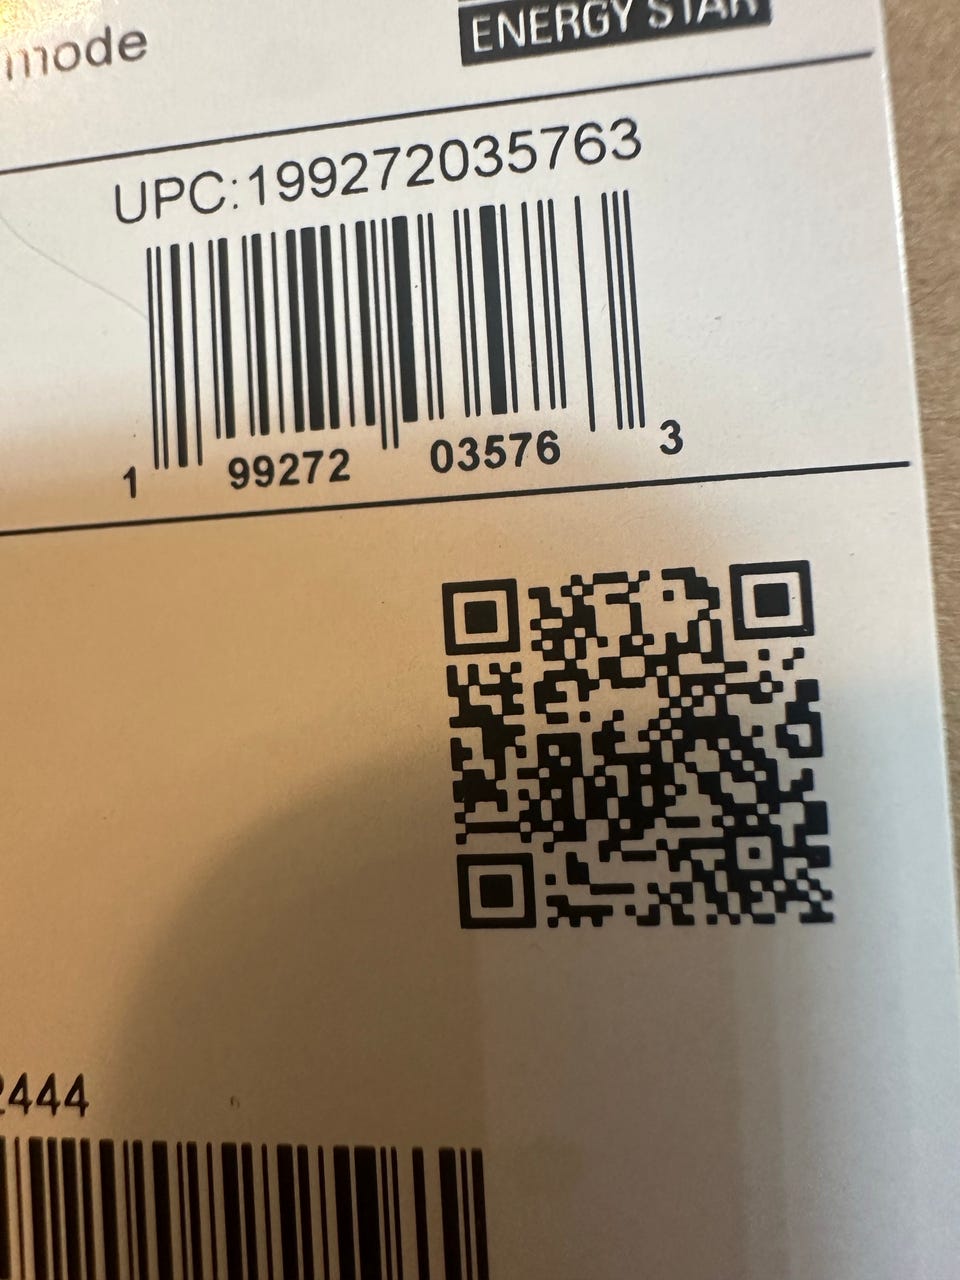 mode
ENERGY STAR
UPC:199272035763
1 99272 03576 3
2444